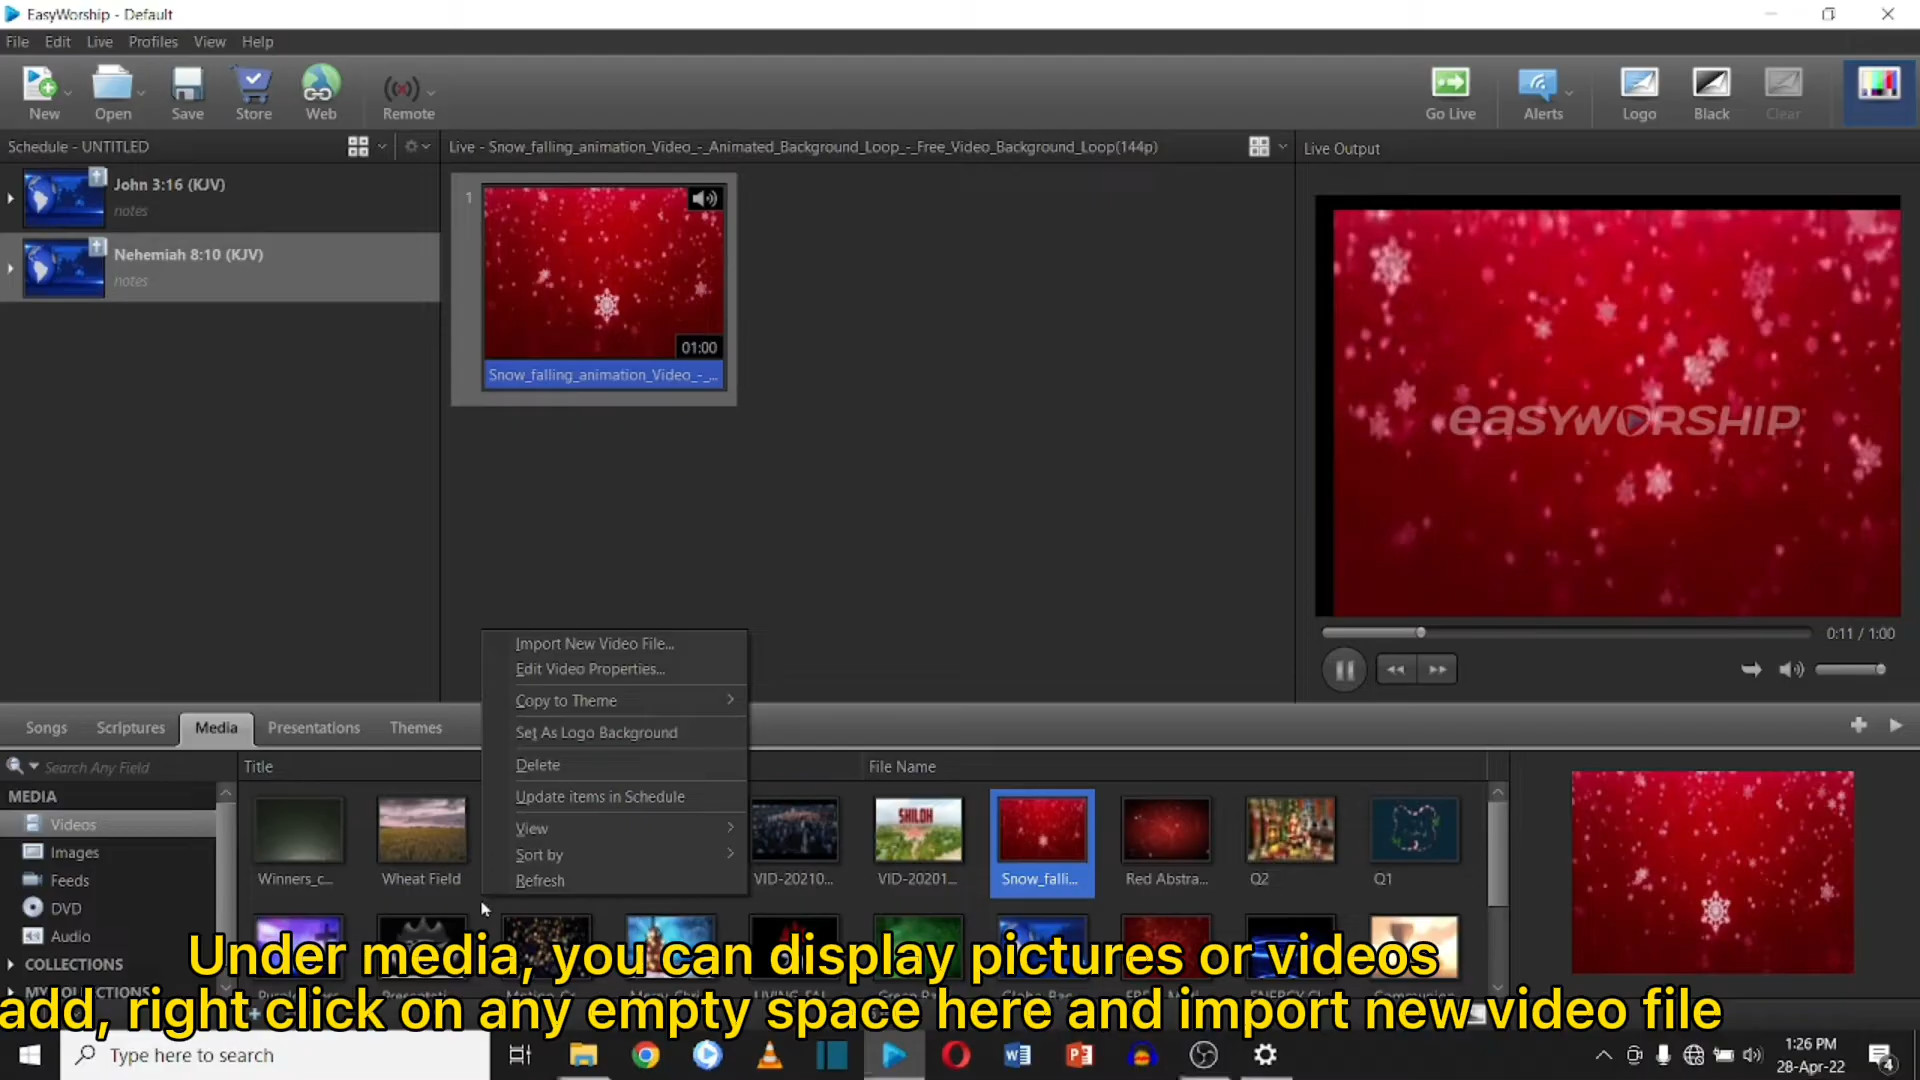 EasyWorship - Default
File Edit Live Profiles View Help
New Open Save Store Web Remote Go Live Alerts Logo Black Clear
Schedule - UNTITLED
Live - Snow_falling_animation_Video_-_Animated_Background_Loop_-_Free_Video_Background_Loop(144p)
Live Output
John 3:16 (KJV)
notes
Nehemiah 8:10 (KJV)
notes
1
01:00
Snow_falling_animation_Video_-_...
easyWORSHIP
0:11 / 1:00
Import New Video File...
Edit Video Properties...
Copy to Theme
Set As Logo Background
Delete
Update items in Schedule
View
Sort by
Refresh
Songs Scriptures Media Presentations Themes
Search Any Field
Title
File Name
MEDIA
Videos
Images
Feeds
DVD
Audio
COLLECTIONS
MY COLLECTIONS
SHILOH
Winners_c... Wheat Field VID-20210... VID-20201... Snow_falli... Red Abstra... Q2 Q1
Under media, you can display pictures or videos
add, right click on any empty space here and import new video file
Type here to search
1:26 PM
28-Apr-22
4